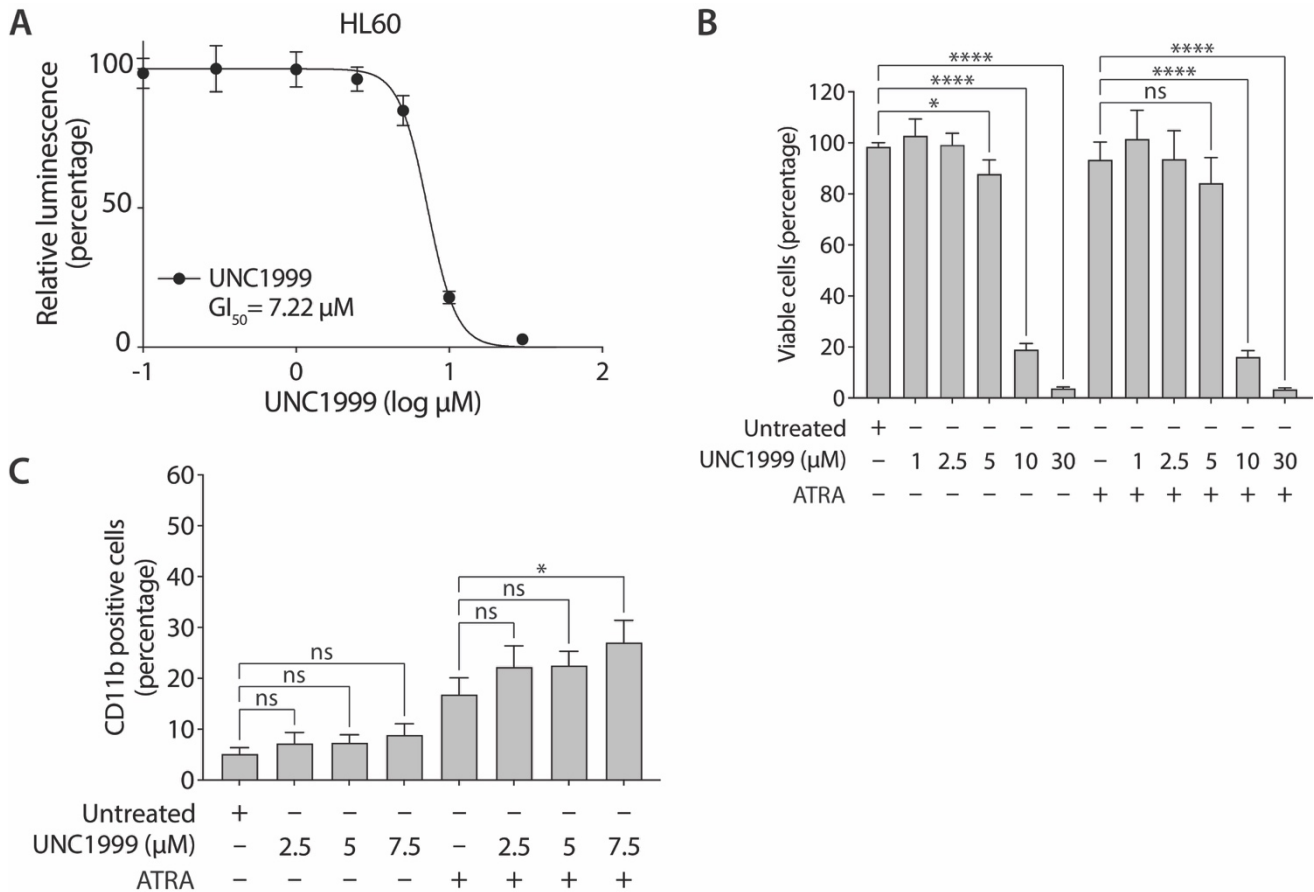 A
HL60
Relative luminescence
(percentage)
100
50
0
UNC1999
GI50= 7.22 µM
-1 0 1 2
UNC1999 (log µM)
B
Viable cells (percentage)
120
100
80
60
40
20
0
****
****
*
****
****
ns
Untreated + – – – – – – – – – – –
UNC1999 (µM) – 1 2.5 5 10 30 – 1 2.5 5 10 30
ATRA – – – – – – + + + + + +
C
CD11b positive cells
(percentage)
60
50
40
30
20
10
0
ns
ns
ns
*
ns
ns
Untreated + – – – – – – –
UNC1999 (µM) – 2.5 5 7.5 – 2.5 5 7.5
ATRA – – – – + + + +